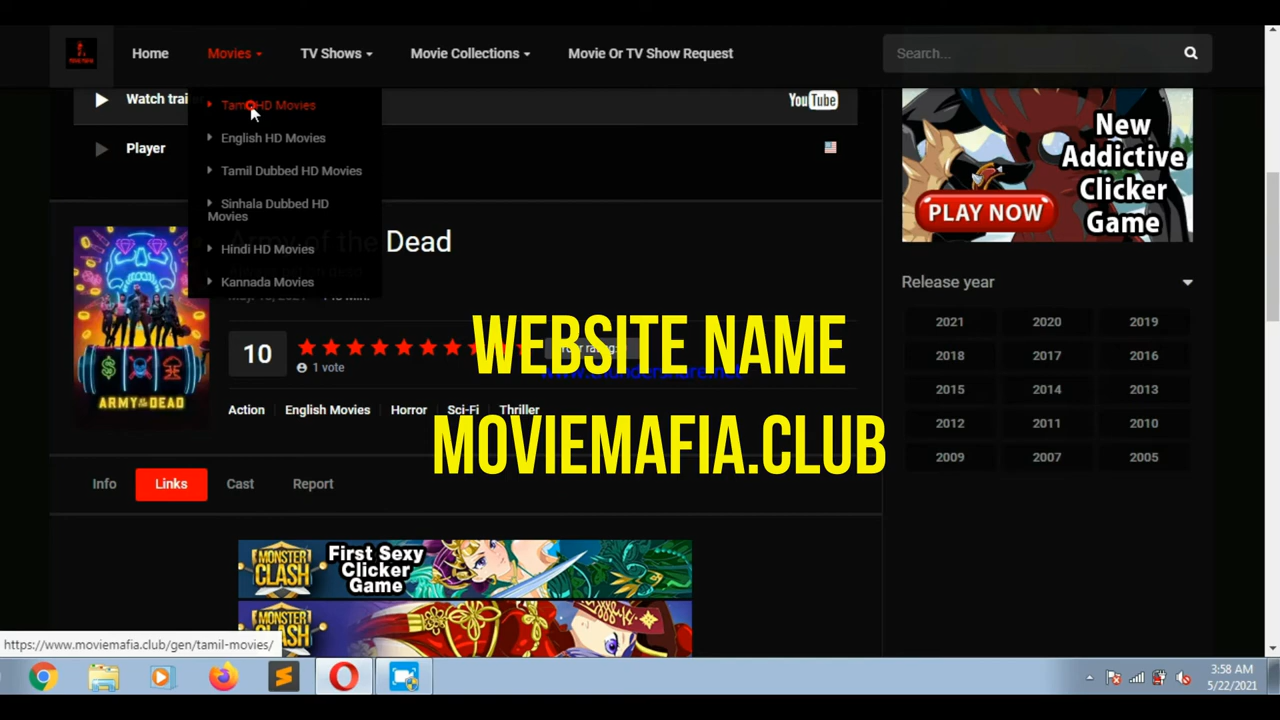 Home
Movies
TV Shows
Movie Collections
Movie Or TV Show Request
Search...
Watch trai
YouTube
Player
Tamil HD Movies
English HD Movies
Tamil Dubbed HD Movies
Sinhala Dubbed HD
Movies
Hindi HD Movies
Kannada Movies
Army of the Dead
ARMY OF THE DEAD
10
1 vote
WEBSITE NAME
MOVIEMAFIA.CLUB
Action
English Movies
Horror
Sci-Fi
Thriller
Info
Links
Cast
Report
New
Addictive
Clicker
Game
PLAY NOW
Release year
2021
2020
2019
2018
2017
2016
2015
2014
2013
2012
2011
2010
2009
2007
2005
MONSTER
CLASH
First Sexy
Clicker
Game
MONSTER
CLASH
https://www.moviemafia.club/gen/tamil-movies/
3:58 AM
5/22/2021